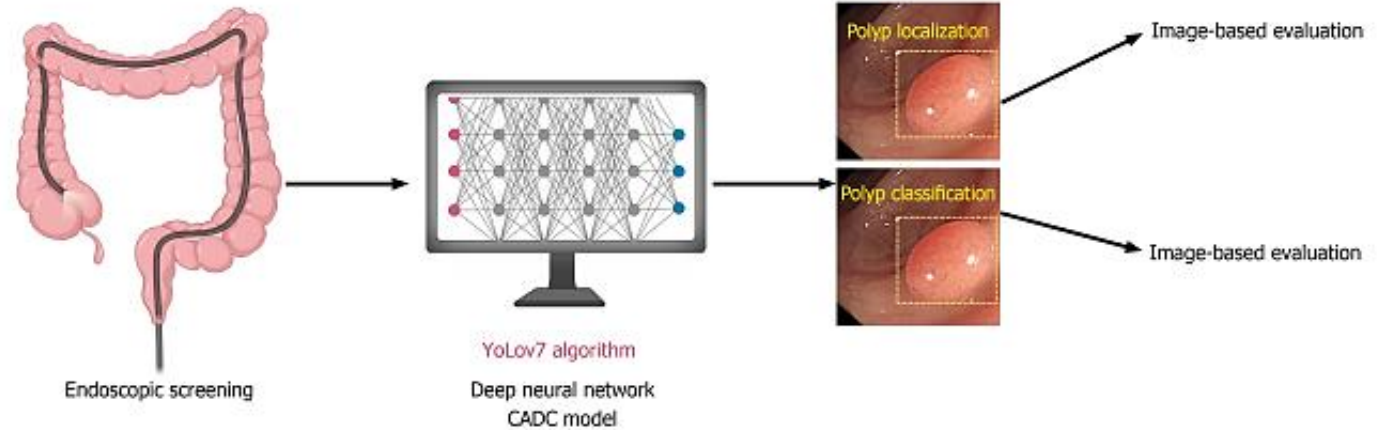 Polyp localization
Image-based evaluation
Polyp classification
Image-based evaluation
YoLov7 algorithm
Endoscopic screening
Deep neural network
CADC model